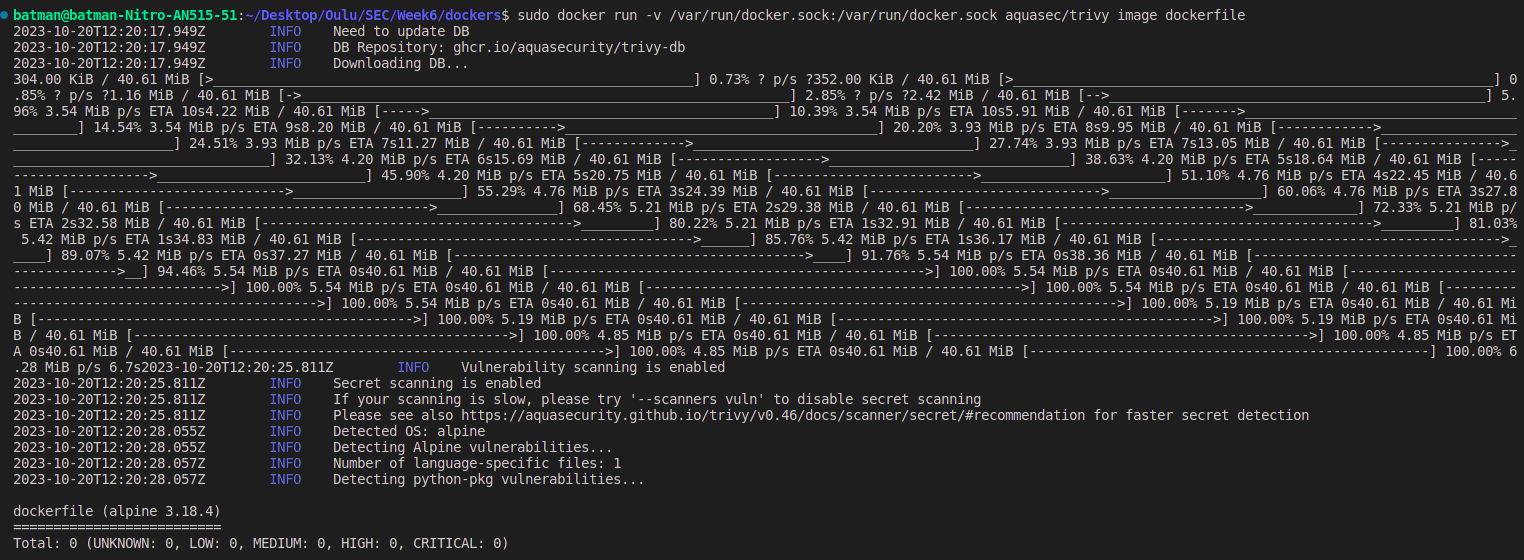 batman@batman-Nitro-AN515-51:~/Desktop/Oulu/SEC/Week6/dockers$ sudo docker run -v /var/run/docker.sock:/var/run/docker.sock aquasec/trivy image dockerfile
2023-10-20T12:20:17.949Z        INFO    Need to update DB
2023-10-20T12:20:17.949Z        INFO    DB Repository: ghcr.io/aquasecurity/trivy-db
2023-10-20T12:20:17.949Z        INFO    Downloading DB...
304.00 KiB / 40.61 MiB [>____________________________________________________________] 0.73% ? p/s ?352.00 KiB / 40.61 MiB [>____________________________________________________________] 0
.85% ? p/s ?1.16 MiB / 40.61 MiB [->_____________________________________________________________] 2.85% ? p/s ?2.42 MiB / 40.61 MiB [-->___________________________________________________] 5.
96% 3.54 MiB p/s ETA 10s4.22 MiB / 40.61 MiB [----->___________________________________________] 10.39% 3.54 MiB p/s ETA 10s5.91 MiB / 40.61 MiB [------->__________________________________
________] 14.54% 3.54 MiB p/s ETA 9s8.20 MiB / 40.61 MiB [---------->_______________________________________] 20.20% 3.93 MiB p/s ETA 8s9.95 MiB / 40.61 MiB [------------>_________________
____________________] 24.51% 3.93 MiB p/s ETA 7s11.27 MiB / 40.61 MiB [------------->___________________________________] 27.74% 3.93 MiB p/s ETA 7s13.05 MiB / 40.61 MiB [--------------->_
________________________________] 32.13% 4.20 MiB p/s ETA 6s15.69 MiB / 40.61 MiB [------------------>______________________________] 38.63% 4.20 MiB p/s ETA 5s18.64 MiB / 40.61 MiB [-----
----------------->__________________________] 45.90% 4.20 MiB p/s ETA 5s20.75 MiB / 40.61 MiB [------------------------->_______________________] 51.10% 4.76 MiB p/s ETA 4s22.45 MiB / 40.6
1 MiB [--------------------------->_____________________] 55.29% 4.76 MiB p/s ETA 3s24.39 MiB / 40.61 MiB [----------------------------->___________________] 60.06% 4.76 MiB p/s ETA 3s27.8
0 MiB / 40.61 MiB [--------------------------------->_______________] 68.45% 5.21 MiB p/s ETA 2s29.38 MiB / 40.61 MiB [----------------------------------->_____________] 72.33% 5.21 MiB p/
s ETA 2s32.58 MiB / 40.61 MiB [--------------------------------------->_________] 80.22% 5.21 MiB p/s ETA 1s32.91 MiB / 40.61 MiB [--------------------------------------->_________] 81.03%
 5.42 MiB p/s ETA 1s34.83 MiB / 40.61 MiB [------------------------------------------>______] 85.76% 5.42 MiB p/s ETA 1s36.17 MiB / 40.61 MiB [------------------------------------------->_
____] 89.07% 5.42 MiB p/s ETA 0s37.27 MiB / 40.61 MiB [-------------------------------------------->____] 91.76% 5.54 MiB p/s ETA 0s38.36 MiB / 40.61 MiB [---------------------------------
------------->__] 94.46% 5.54 MiB p/s ETA 0s40.61 MiB / 40.61 MiB [----------------------------------------------->] 100.00% 5.54 MiB p/s ETA 0s40.61 MiB / 40.61 MiB [---------------------
-------------------------->] 100.00% 5.54 MiB p/s ETA 0s40.61 MiB / 40.61 MiB [----------------------------------------------->] 100.00% 5.54 MiB p/s ETA 0s40.61 MiB / 40.61 MiB [---------
-------------------------------------->] 100.00% 5.54 MiB p/s ETA 0s40.61 MiB / 40.61 MiB [----------------------------------------------->] 100.00% 5.19 MiB p/s ETA 0s40.61 MiB / 40.61 Mi
B [----------------------------------------------->] 100.00% 5.19 MiB p/s ETA 0s40.61 MiB / 40.61 MiB [----------------------------------------------->] 100.00% 5.19 MiB p/s ETA 0s40.61 Mi
B / 40.61 MiB [----------------------------------------------->] 100.00% 4.85 MiB p/s ETA 0s40.61 MiB / 40.61 MiB [----------------------------------------------->] 100.00% 4.85 MiB p/s ET
A 0s40.61 MiB / 40.61 MiB [----------------------------------------------->] 100.00% 4.85 MiB p/s ETA 0s40.61 MiB / 40.61 MiB [--------------------------------------------------] 100.00% 6
.28 MiB p/s 6.7s2023-10-20T12:20:25.811Z        INFO    Vulnerability scanning is enabled
2023-10-20T12:20:25.811Z        INFO    Secret scanning is enabled
2023-10-20T12:20:25.811Z        INFO    If your scanning is slow, please try '--scanners vuln' to disable secret scanning
2023-10-20T12:20:25.811Z        INFO    Please see also https://aquasecurity.github.io/trivy/v0.46/docs/scanner/secret/#recommendation for faster secret detection
2023-10-20T12:20:28.055Z        INFO    Detected OS: alpine
2023-10-20T12:20:28.055Z        INFO    Detecting Alpine vulnerabilities...
2023-10-20T12:20:28.057Z        INFO    Number of language-specific files: 1
2023-10-20T12:20:28.057Z        INFO    Detecting python-pkg vulnerabilities...
dockerfile (alpine 3.18.4)
==========================
Total: 0 (UNKNOWN: 0, LOW: 0, MEDIUM: 0, HIGH: 0, CRITICAL: 0)